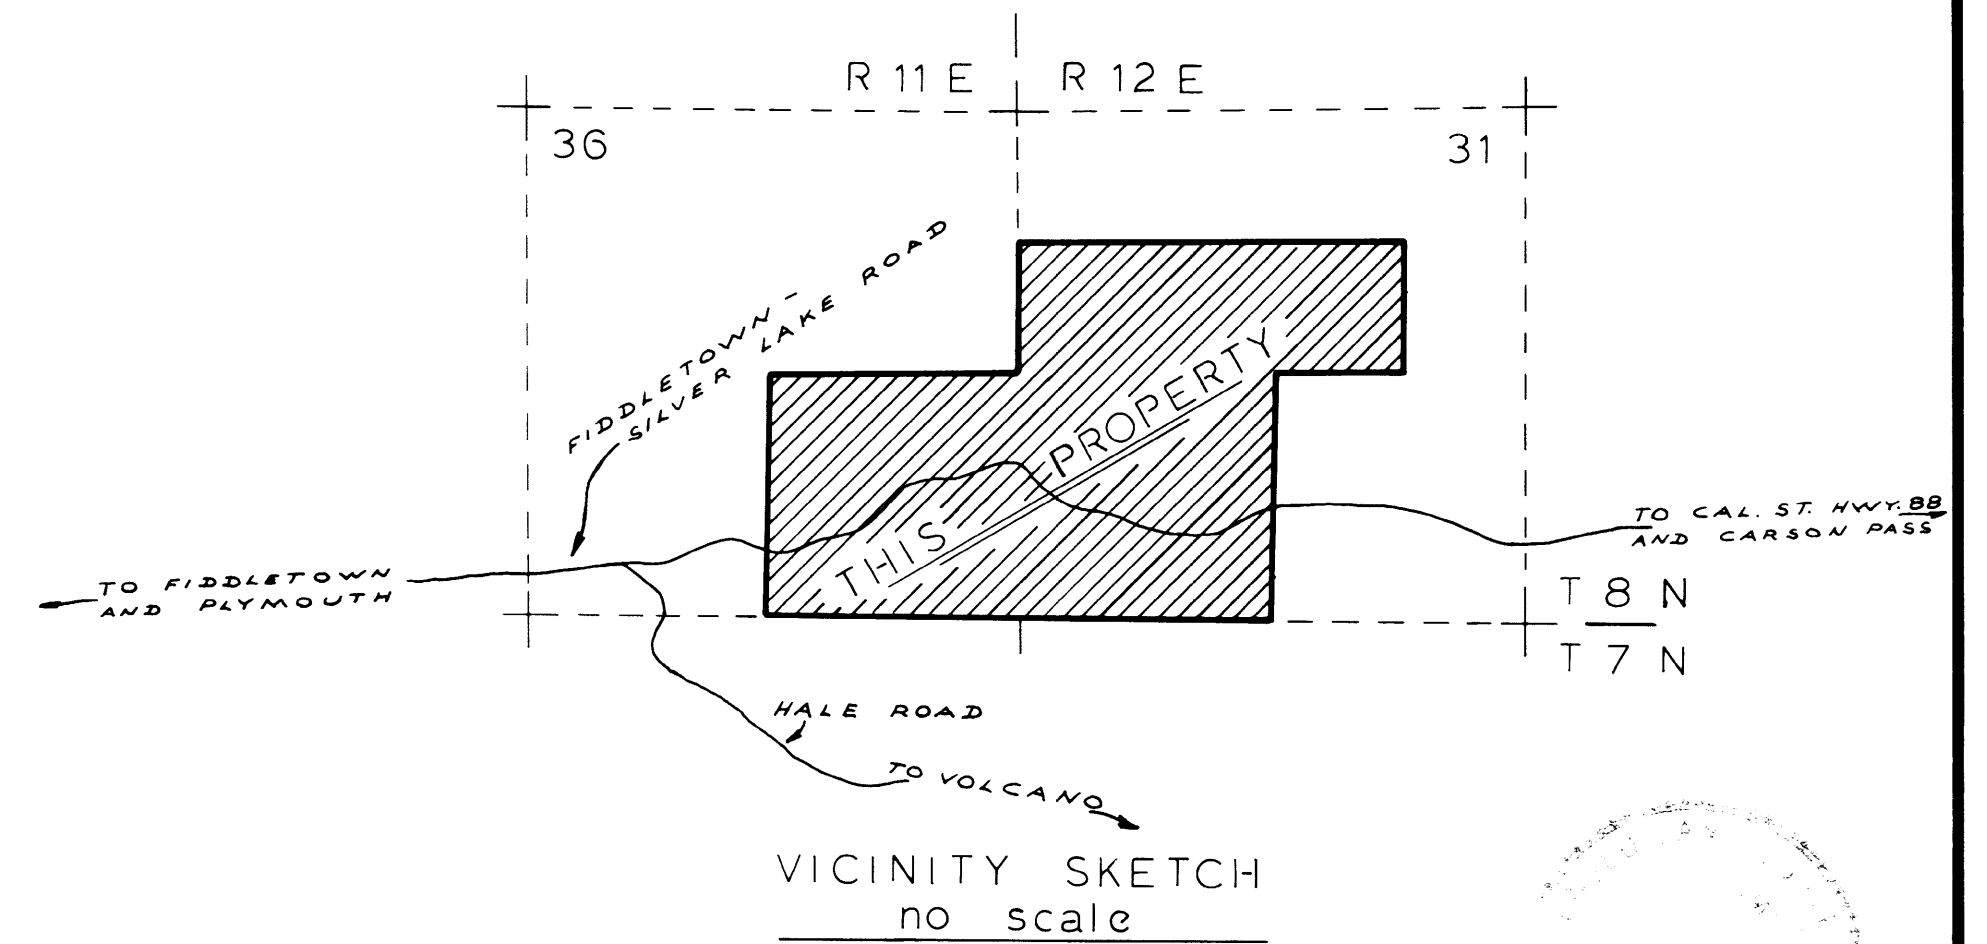 R 11 E R 12 E
36
31
FIDDLETOWN -
SILVER LAKE ROAD
THIS PROPERTY
TO CAL. ST. HWY. 88
AND CARSON PASS
TO FIDDLETOWN
AND PLYMOUTH
T 8 N
T 7 N
HALE ROAD
TO VOLCANO
VICINITY SKETCH
no scale